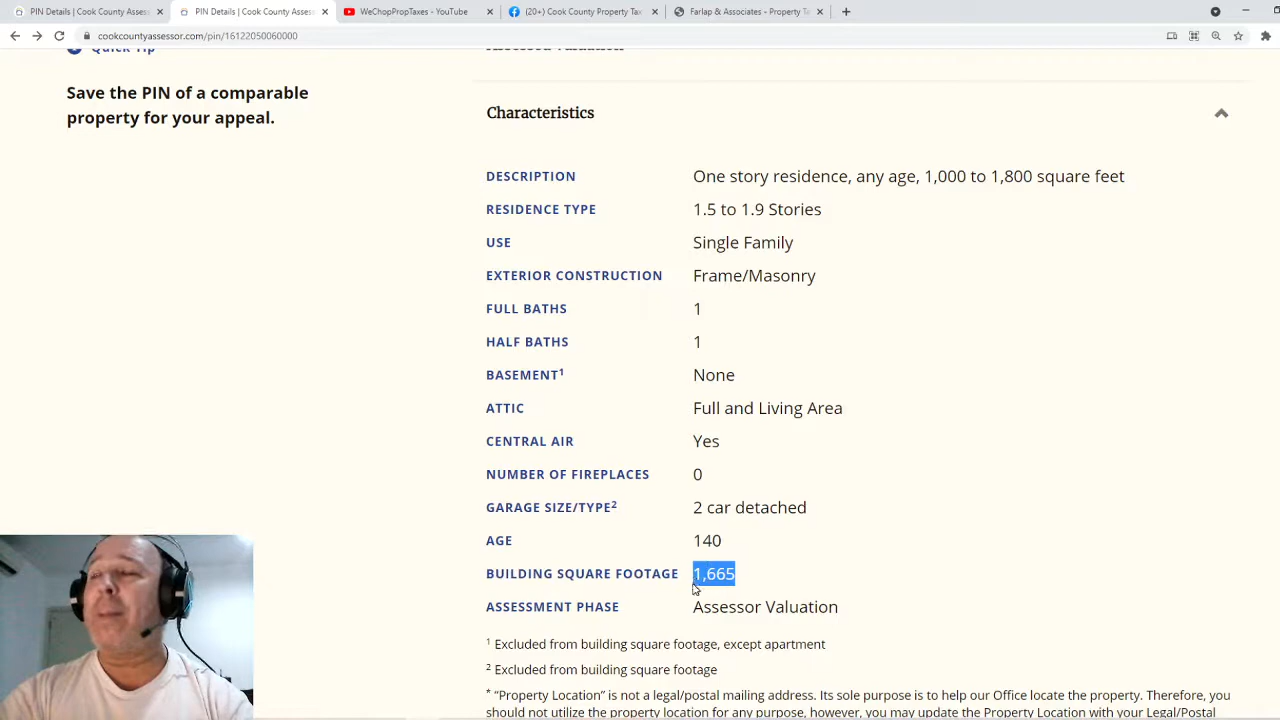 PIN Details | Cook County Assess
PIN Details | Cook County Assess
WeChopPropTaxes - YouTube
(20+) Cook County Property Tax
Farlap & Associates - Property Ta
cookcountyassessor.com/pin/16122050060000
Quick Tip
Save the PIN of a comparable
property for your appeal.
Assessed Valuation
Characteristics
DESCRIPTION One story residence, any age, 1,000 to 1,800 square feet
RESIDENCE TYPE 1.5 to 1.9 Stories
USE Single Family
EXTERIOR CONSTRUCTION Frame/Masonry
FULL BATHS 1
HALF BATHS 1
BASEMENT1 None
ATTIC Full and Living Area
CENTRAL AIR Yes
NUMBER OF FIREPLACES 0
GARAGE SIZE/TYPE2 2 car detached
AGE 140
BUILDING SQUARE FOOTAGE 1,665
ASSESSMENT PHASE Assessor Valuation
1 Excluded from building square footage, except apartment
2 Excluded from building square footage
* “Property Location” is not a legal/postal mailing address. Its sole purpose is to help our Office locate the property. Therefore, you
should not utilize the property location for any purpose, however, you may update the Property Location with your Legal/Postal